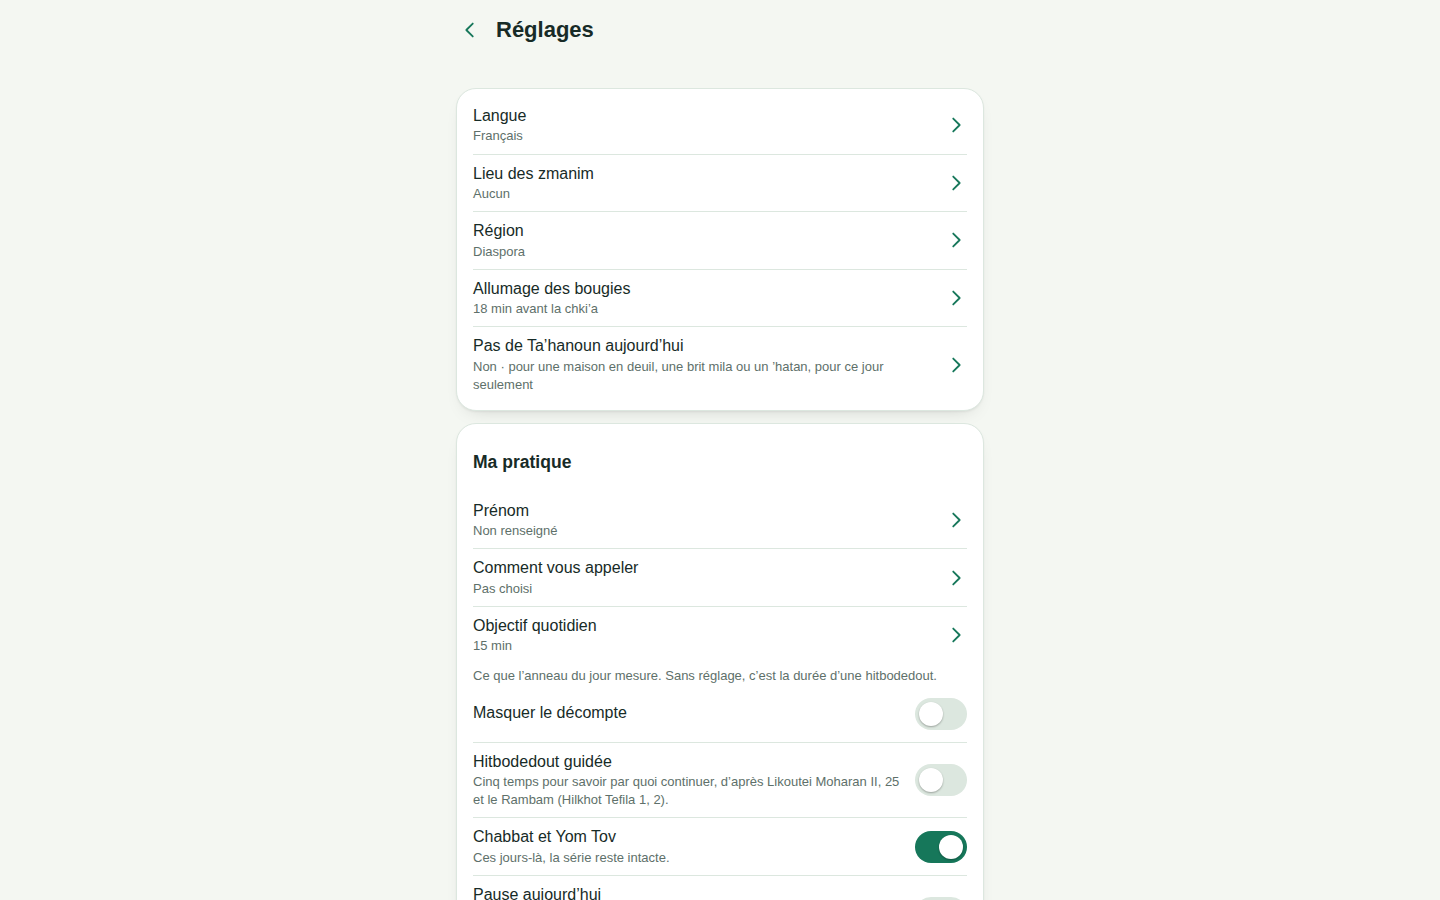 Réglages
Langue
Français
Lieu des zmanim
Aucun
Région
Diaspora
Allumage des bougies
18 min avant la chki’a
Pas de Ta’hanoun aujourd’hui
Non · pour une maison en deuil, une brit mila ou un ’hatan, pour ce jour
seulement
Ma pratique
Prénom
Non renseigné
Comment vous appeler
Pas choisi
Objectif quotidien
15 min
Ce que l’anneau du jour mesure. Sans réglage, c’est la durée d’une hitbodedout.
Masquer le décompte
Hitbodedout guidée
Cinq temps pour savoir par quoi continuer, d’après Likoutei Moharan II, 25
et le Rambam (Hilkhot Tefila 1, 2).
Chabbat et Yom Tov
Ces jours-là, la série reste intacte.
Pause aujourd’hui